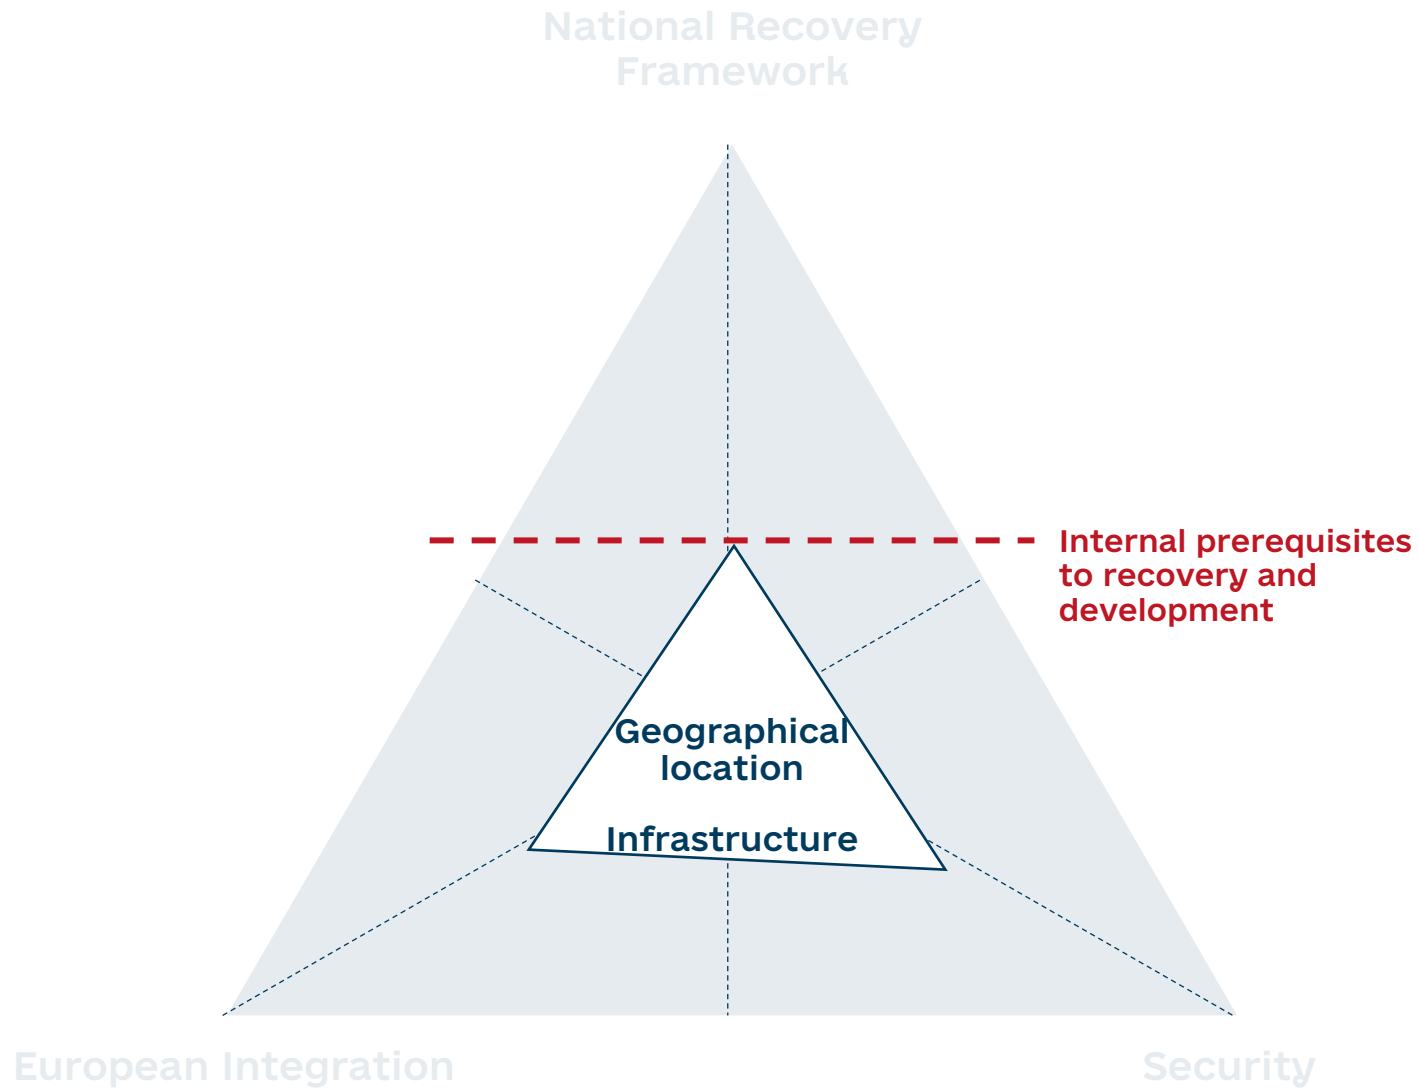 National Recovery
Framework
Internal prerequisites
to recovery and
development
Geographical
location
Infrastructure
European Integration
Security